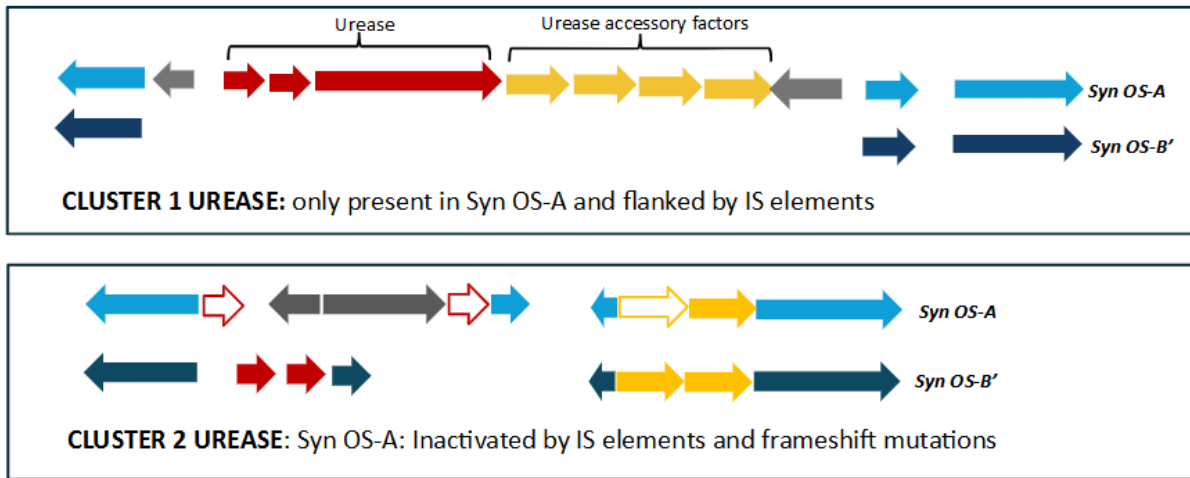 Urease
Urease accessory factors
Syn OS-A
Syn OS-B’
CLUSTER 1 UREASE: only present in Syn OS-A and flanked by IS elements
Syn OS-A
Syn OS-B’
CLUSTER 2 UREASE: Syn OS-A: Inactivated by IS elements and frameshift mutations